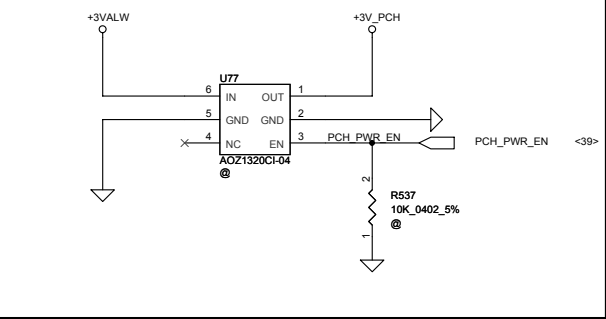 +3VALW
+3V_PCH
U77
6 IN OUT 1
5 GND GND 2
4 NC EN 3 PCH_PWR_EN PCH_PWR_EN <39>
AOZ1320CI-04
@
2
R537
10K_0402_5%
@
1